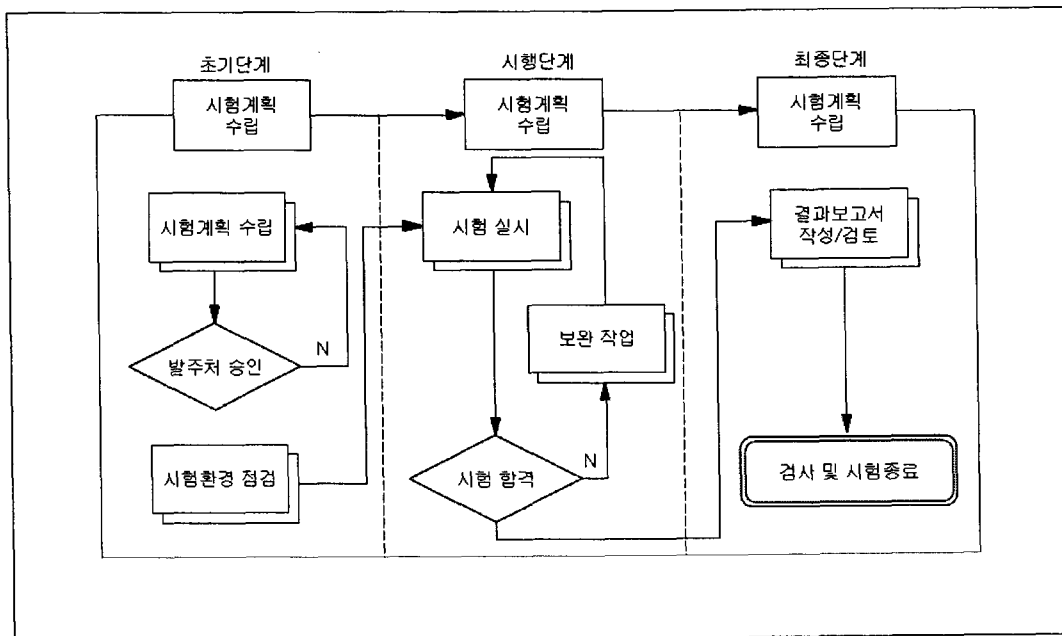 초기단계
시험계획
수립
시험계획 수립
발주처 승인
N
시험환경 점검
시행단계
시험계획
수립
시험 실시
보완 작업
시험 합격
N
최종단계
시험계획
수립
결과보고서
작성/검토
검사 및 시험종료